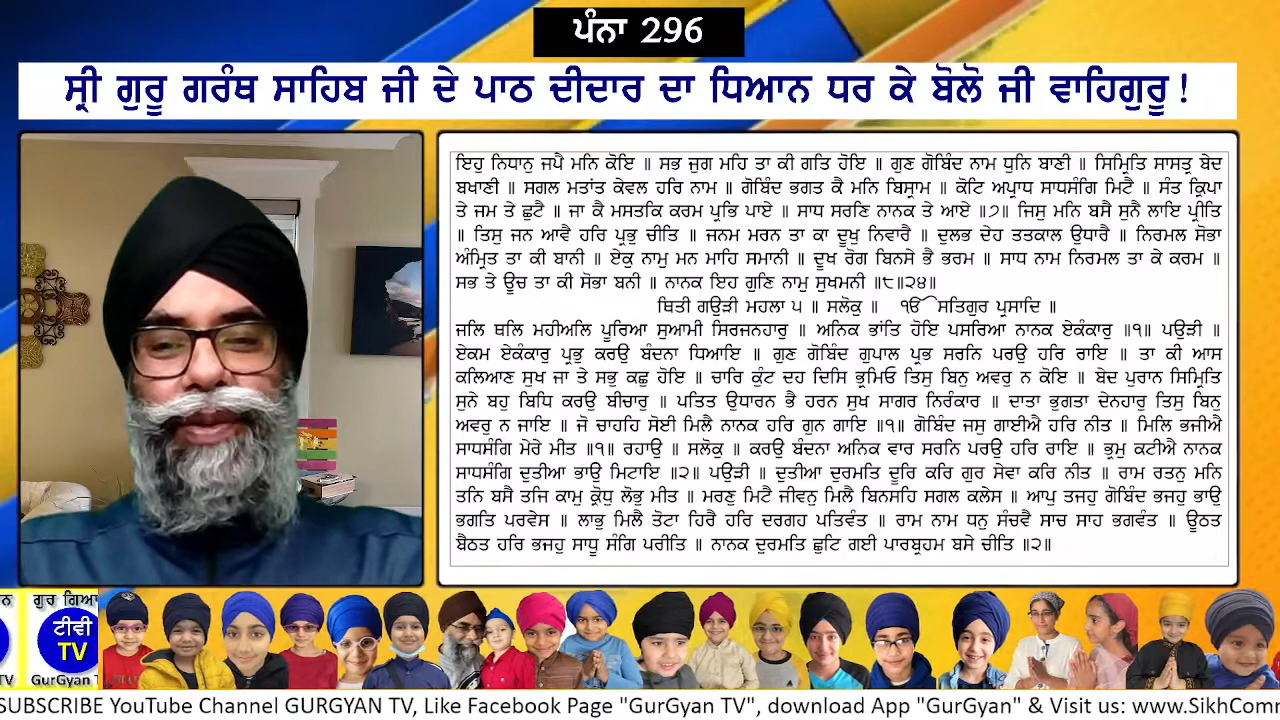 ਪੰਨਾ 296
ਸ੍ਰੀ ਗੁਰੂ ਗਰੰਥ ਸਾਹਿਬ ਜੀ ਦੇ ਪਾਠ ਦੀਦਾਰ ਦਾ ਧਿਆਨ ਧਰ ਕੇ ਬੋਲੋ ਜੀ ਵਾਹਿਗੁਰੂ!
ਇਹੁ ਨਿਧਾਨੁ ਜਪੈ ਮਨਿ ਕੋਇ ॥ ਸਭ ਜੁਗ ਮਹਿ ਤਾ ਕੀ ਗਤਿ ਹੋਇ ॥ ਗੁਣ ਗੋਬਿੰਦ ਨਾਮ ਧੁਨਿ ਬਾਣੀ ॥ ਸਿਮ੍ਰਿਤਿ ਸਾਸਤ੍ਰ ਬੇਦ
ਬਖਾਣੀ ॥ ਸਗਲ ਮਤਾਂਤ ਕੇਵਲ ਹਰਿ ਨਾਮ ॥ ਗੋਬਿੰਦ ਭਗਤ ਕੈ ਮਨਿ ਬਿਸ੍ਰਾਮ ॥ ਕੋਟਿ ਅਪ੍ਰਾਧ ਸਾਧਸੰਗਿ ਮਿਟੈ ॥ ਸੰਤ ਕ੍ਰਿਪਾ
ਤੇ ਜਮ ਤੇ ਛੁਟੈ ॥ ਜਾ ਕੈ ਮਸਤਕਿ ਕਰਮ ਪ੍ਰਭਿ ਪਾਏ ॥ ਸਾਧ ਸਰਣਿ ਨਾਨਕ ਤੇ ਆਏ ॥੭॥ ਜਿਸੁ ਮਨਿ ਬਸੈ ਸੁਨੈ ਲਾਇ ਪ੍ਰੀਤਿ
॥ ਤਿਸੁ ਜਨ ਆਵੈ ਹਰਿ ਪ੍ਰਭੁ ਚੀਤਿ ॥ ਜਨਮ ਮਰਨ ਤਾ ਕਾ ਦੂਖੁ ਨਿਵਾਰੈ ॥ ਦੁਲਭ ਦੇਹ ਤਤਕਾਲ ਉਧਾਰੈ ॥ ਨਿਰਮਲ ਸੋਭਾ
ਅੰਮ੍ਰਿਤ ਤਾ ਕੀ ਬਾਨੀ ॥ ਏਕੁ ਨਾਮੁ ਮਨ ਮਾਹਿ ਸਮਾਨੀ ॥ ਦੂਖ ਰੋਗ ਬਿਨਸੇ ਭੈ ਭਰਮ ॥ ਸਾਧ ਨਾਮ ਨਿਰਮਲ ਤਾ ਕੇ ਕਰਮ ॥
ਸਭ ਤੇ ਊਚ ਤਾ ਕੀ ਸੋਭਾ ਬਨੀ ॥ ਨਾਨਕ ਇਹ ਗੁਣਿ ਨਾਮੁ ਸੁਖਮਨੀ ॥੮॥੨੪॥
ਥਿਤੀ ਗਉੜੀ ਮਹਲਾ ੫ ॥ ਸਲੋਕੁ ॥ ੴ ਸਤਿਗੁਰ ਪ੍ਰਸਾਦਿ ॥
ਜਲਿ ਥਲਿ ਮਹੀਅਲਿ ਪੂਰਿਆ ਸੁਆਮੀ ਸਿਰਜਨਹਾਰੁ ॥ ਅਨਿਕ ਭਾਂਤਿ ਹੋਇ ਪਸਰਿਆ ਨਾਨਕ ਏਕੰਕਾਰੁ ॥੧॥ ਪਉੜੀ ॥
ਏਕਮ ਏਕੰਕਾਰੁ ਪ੍ਰਭੁ ਕਰਉ ਬੰਦਨਾ ਧਿਆਇ ॥ ਗੁਣ ਗੋਬਿੰਦ ਗੁਪਾਲ ਪ੍ਰਭ ਸਰਨਿ ਪਰਉ ਹਰਿ ਰਾਇ ॥ ਤਾ ਕੀ ਆਸ
ਕਲਿਆਣ ਸੁਖ ਜਾ ਤੇ ਸਭੁ ਕਛੁ ਹੋਇ ॥ ਚਾਰਿ ਕੁੰਟ ਦਹ ਦਿਸਿ ਭ੍ਰਮਿਓ ਤਿਸੁ ਬਿਨੁ ਅਵਰੁ ਨ ਕੋਇ ॥ ਬੇਦ ਪੁਰਾਨ ਸਿਮ੍ਰਿਤਿ
ਸੁਨੇ ਬਹੁ ਬਿਧਿ ਕਰਉ ਬੀਚਾਰੁ ॥ ਪਤਿਤ ਉਧਾਰਨ ਭੈ ਹਰਨ ਸੁਖ ਸਾਗਰ ਨਿਰੰਕਾਰ ॥ ਦਾਤਾ ਭੁਗਤਾ ਦੇਨਹਾਰੁ ਤਿਸੁ ਬਿਨੁ
ਅਵਰੁ ਨ ਜਾਇ ॥ ਜੋ ਚਾਹਹਿ ਸੋਈ ਮਿਲੈ ਨਾਨਕ ਹਰਿ ਗੁਨ ਗਾਇ ॥੧॥ ਗੋਬਿੰਦ ਜਸੁ ਗਾਈਐ ਹਰਿ ਨੀਤ ॥ ਮਿਲਿ ਭਜੀਐ
ਸਾਧਸੰਗਿ ਮੇਰੇ ਮੀਤ ॥੧॥ ਰਹਾਉ ॥ ਸਲੋਕੁ ॥ ਕਰਉ ਬੰਦਨਾ ਅਨਿਕ ਵਾਰ ਸਰਨਿ ਪਰਉ ਹਰਿ ਰਾਇ ॥ ਭ੍ਰਮੁ ਕਟੀਐ ਨਾਨਕ
ਸਾਧਸੰਗਿ ਦੁਤੀਆ ਭਾਉ ਮਿਟਾਇ ॥੨॥ ਪਉੜੀ ॥ ਦੁਤੀਆ ਦੁਰਮਤਿ ਦੂਰਿ ਕਰਿ ਗੁਰ ਸੇਵਾ ਕਰਿ ਨੀਤ ॥ ਰਾਮ ਰਤਨੁ ਮਨਿ
ਤਨਿ ਬਸੈ ਤਜਿ ਕਾਮੁ ਕ੍ਰੋਧੁ ਲੋਭੁ ਮੀਤ ॥ ਮਰਣੁ ਮਿਟੈ ਜੀਵਨੁ ਮਿਲੈ ਬਿਨਸਹਿ ਸਗਲ ਕਲੇਸ ॥ ਆਪੁ ਤਜਹੁ ਗੋਬਿੰਦ ਭਜਹੁ ਭਾਉ
ਭਗਤਿ ਪਰਵੇਸ ॥ ਲਾਭੁ ਮਿਲੈ ਤੋਟਾ ਹਿਰੈ ਹਰਿ ਦਰਗਹ ਪਤਿਵੰਤ ॥ ਰਾਮ ਨਾਮ ਧਨੁ ਸੰਚਵੈ ਸਾਚ ਸਾਹ ਭਗਵੰਤ ॥ ਊਠਤ
ਬੈਠਤ ਹਰਿ ਭਜਹੁ ਸਾਧੂ ਸੰਗਿ ਪਰੀਤਿ ॥ ਨਾਨਕ ਦੁਰਮਤਿ ਛੁਟਿ ਗਈ ਪਾਰਬ੍ਰਹਮ ਬਸੇ ਚੀਤਿ ॥੨॥
ਗੁਰ ਗਿਆ
ਟੀਵੀ
TV
GurGyan T
SUBSCRIBE YouTube Channel GURGYAN TV, Like Facebook Page "GurGyan TV", download App "GurGyan" & Visit us: www.SikhComm